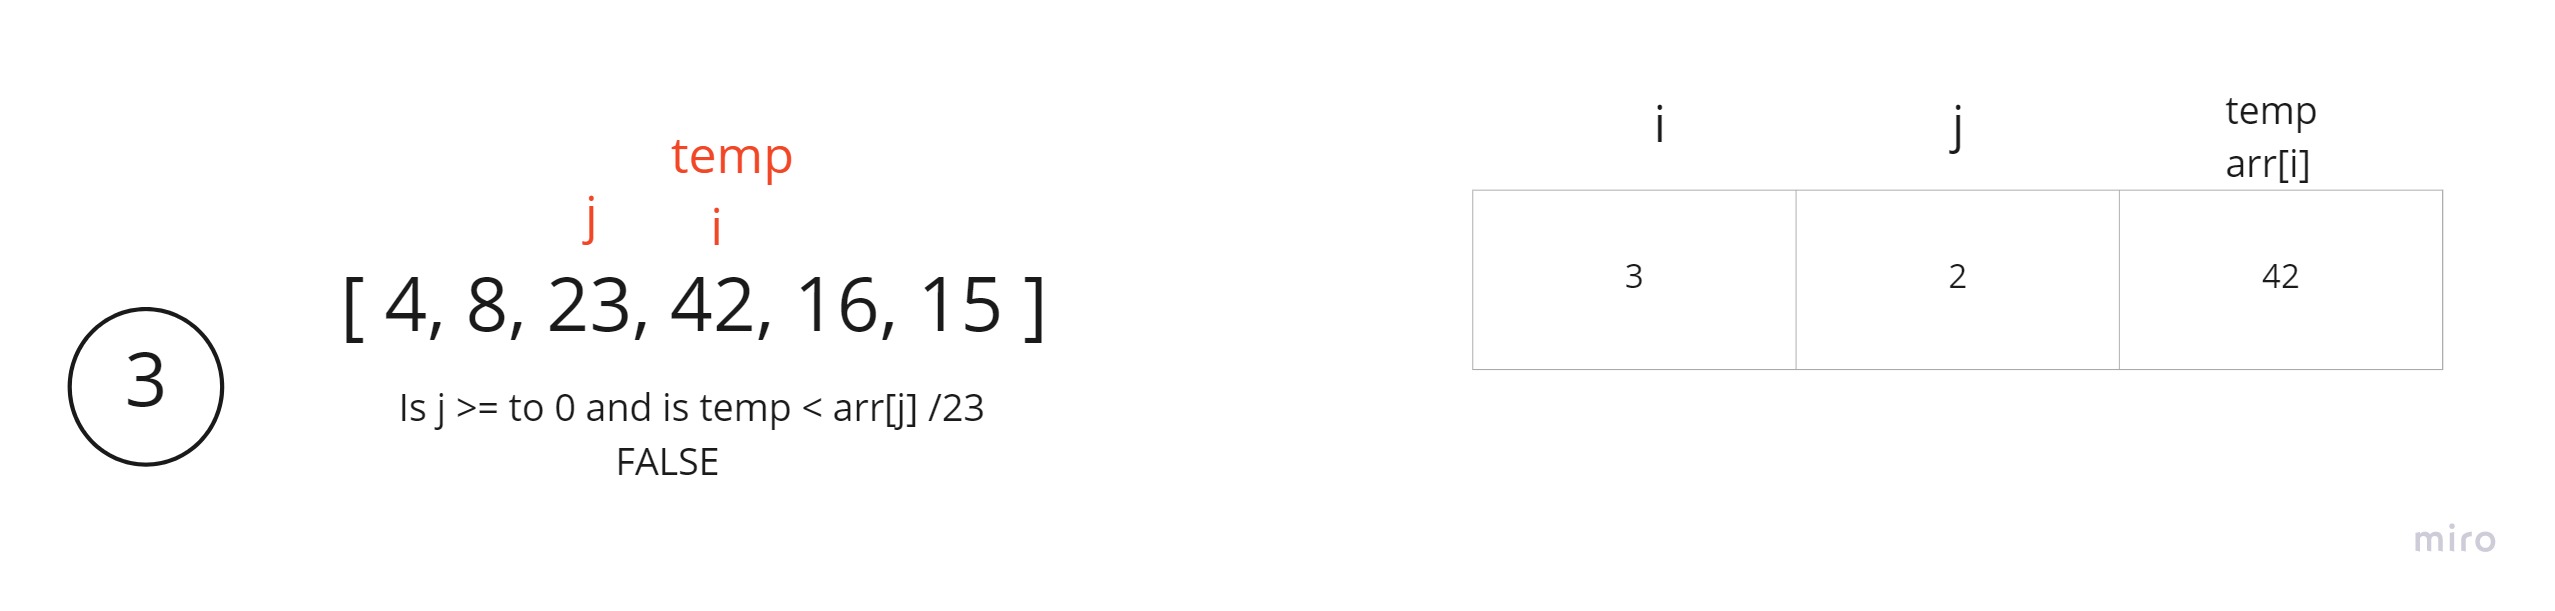 temp
j
i
[ 4, 8, 23, 42, 16, 15 ]
3
Is j >= to 0 and is temp < arr[j] /23
FALSE
i
j
temp
arr[i]
3
2
42
miro